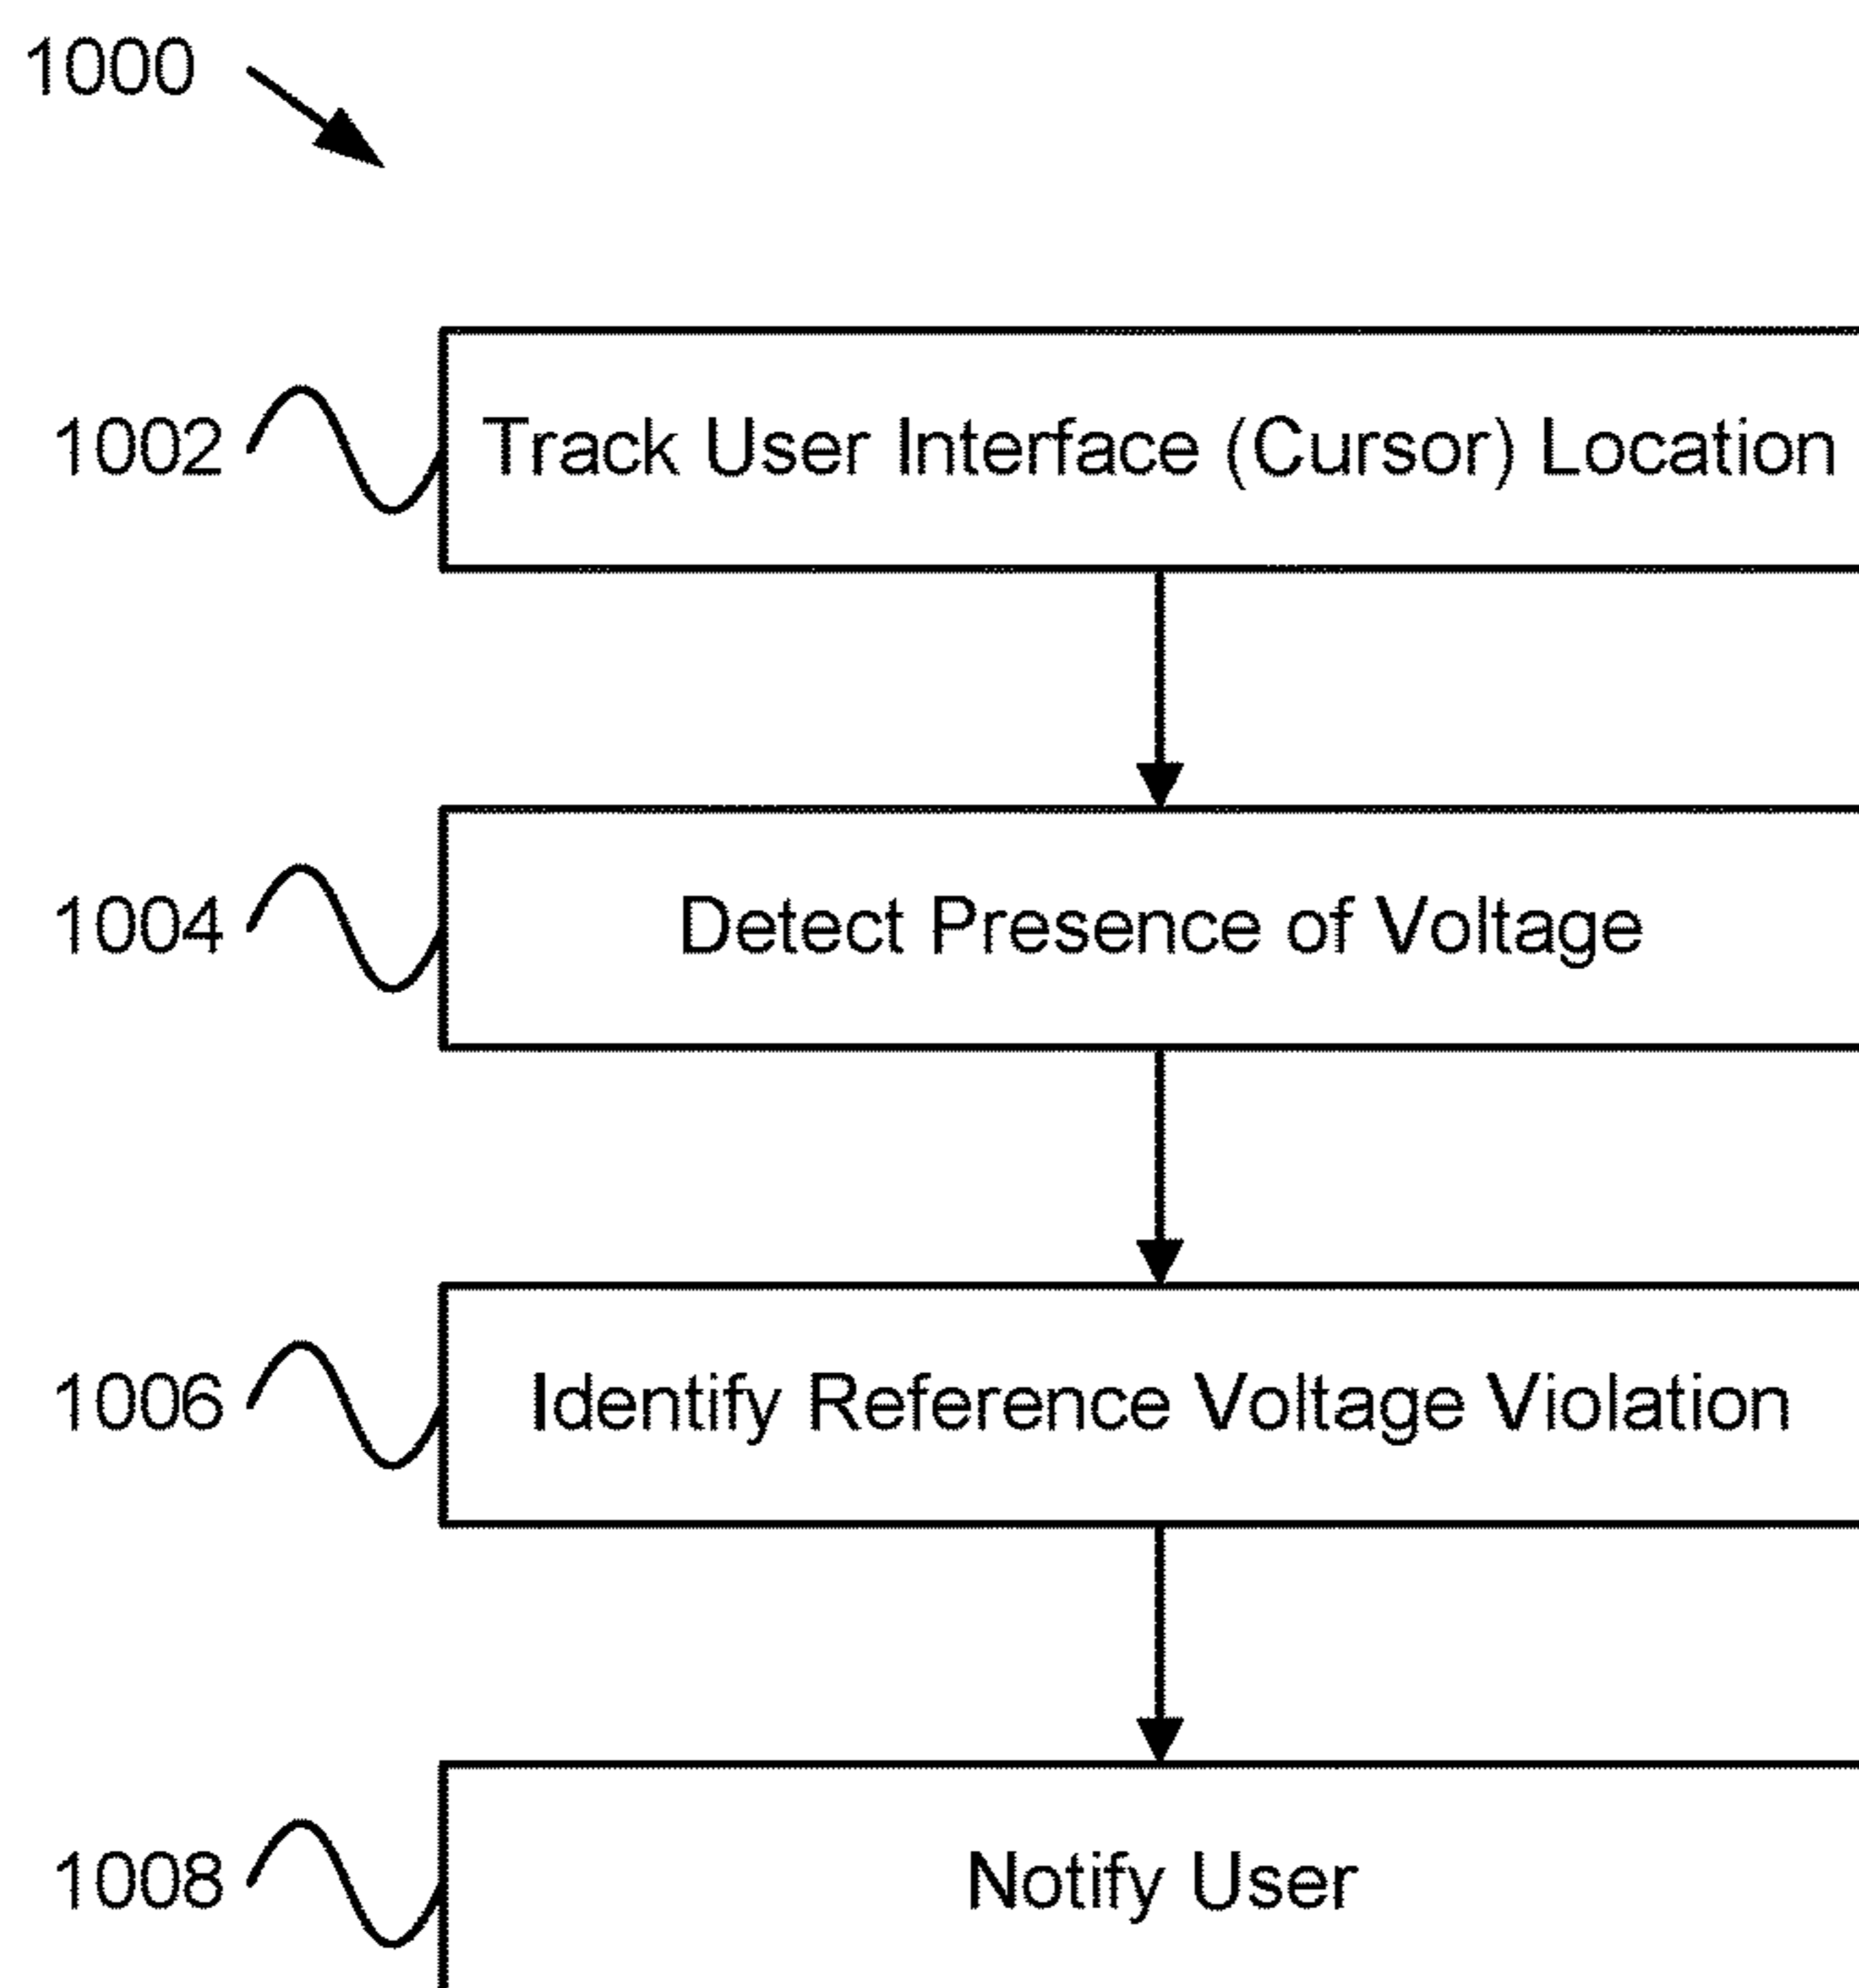 1000
1002 Track User Interface (Cursor) Location
1004 Detect Presence of Voltage
1006 Identify Reference Voltage Violation
1008 Notify User